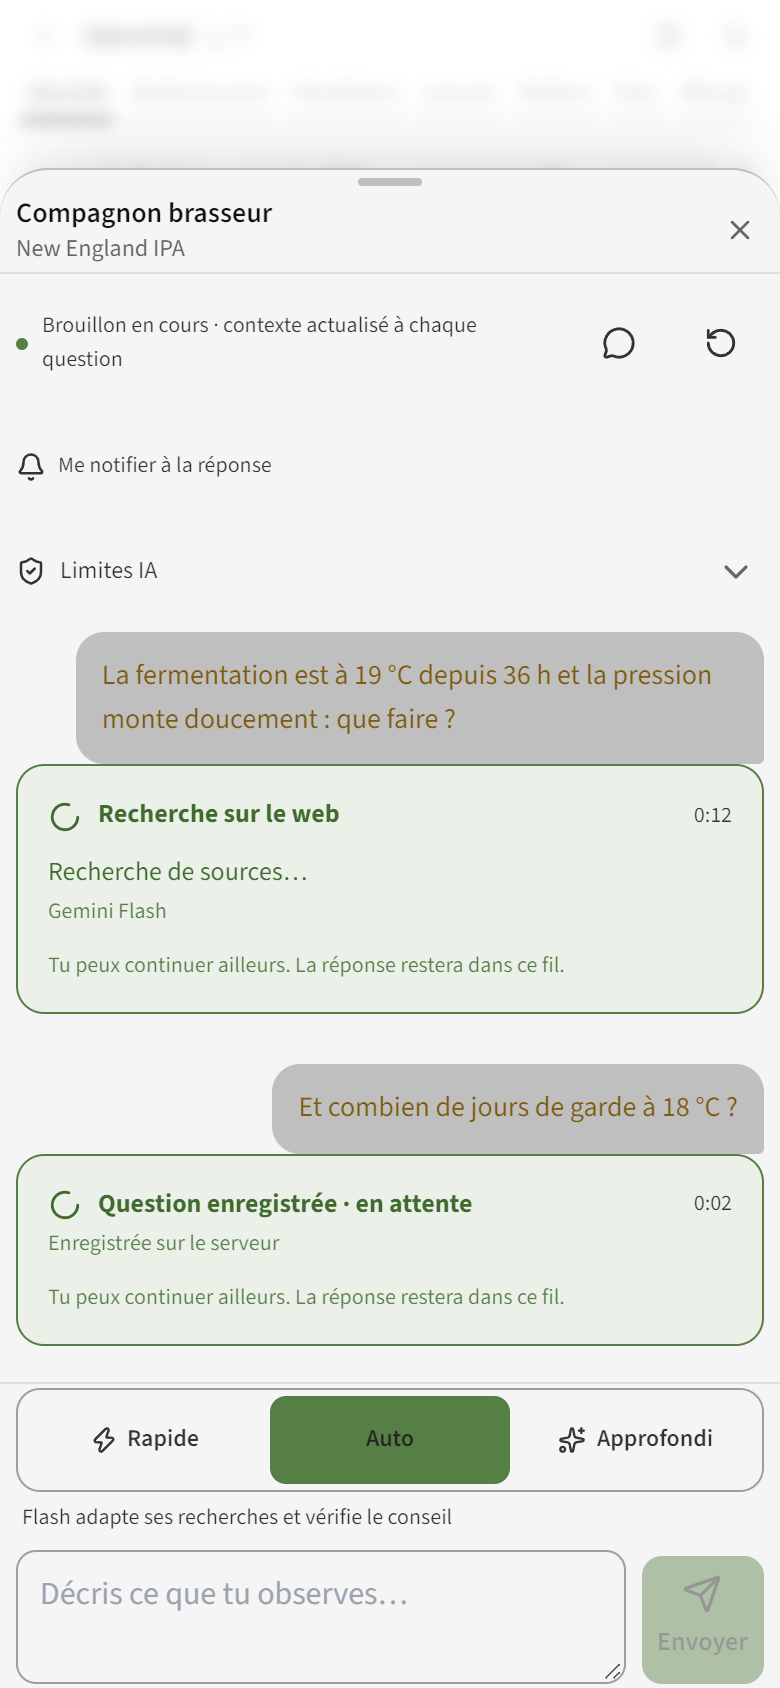 Compagnon brasseur
New England IPA
Brouillon en cours · contexte actualisé à chaque
question
Me notifier à la réponse
Limites IA
La fermentation est à 19 °C depuis 36 h et la pression
monte doucement : que faire ?
Recherche sur le web 0:12
Recherche de sources…
Gemini Flash
Tu peux continuer ailleurs. La réponse restera dans ce fil.
Et combien de jours de garde à 18 °C ?
Question enregistrée · en attente 0:02
Enregistrée sur le serveur
Tu peux continuer ailleurs. La réponse restera dans ce fil.
Rapide Auto Approfondi
Flash adapte ses recherches et vérifie le conseil
Décris ce que tu observes…
Envoyer